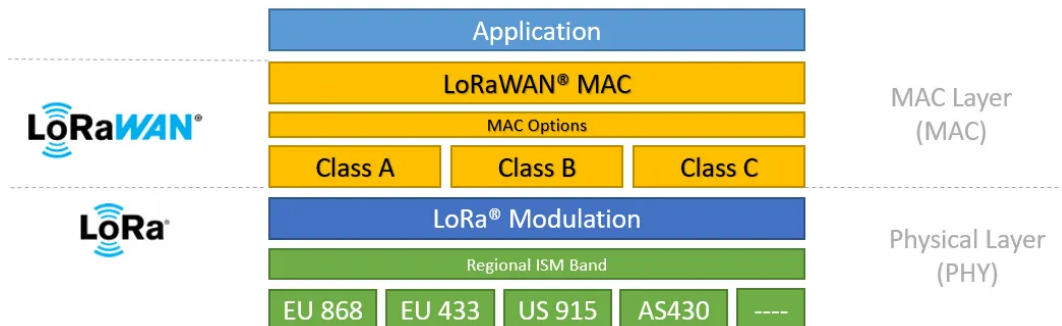 Application
LoRaWAN® MAC
MAC Options
Class A Class B Class C
LoRa® Modulation
Regional ISM Band
EU 868 EU 433 US 915 AS430 ----
LoRaWAN®
LoRa®
MAC Layer
(MAC)
Physical Layer
(PHY)